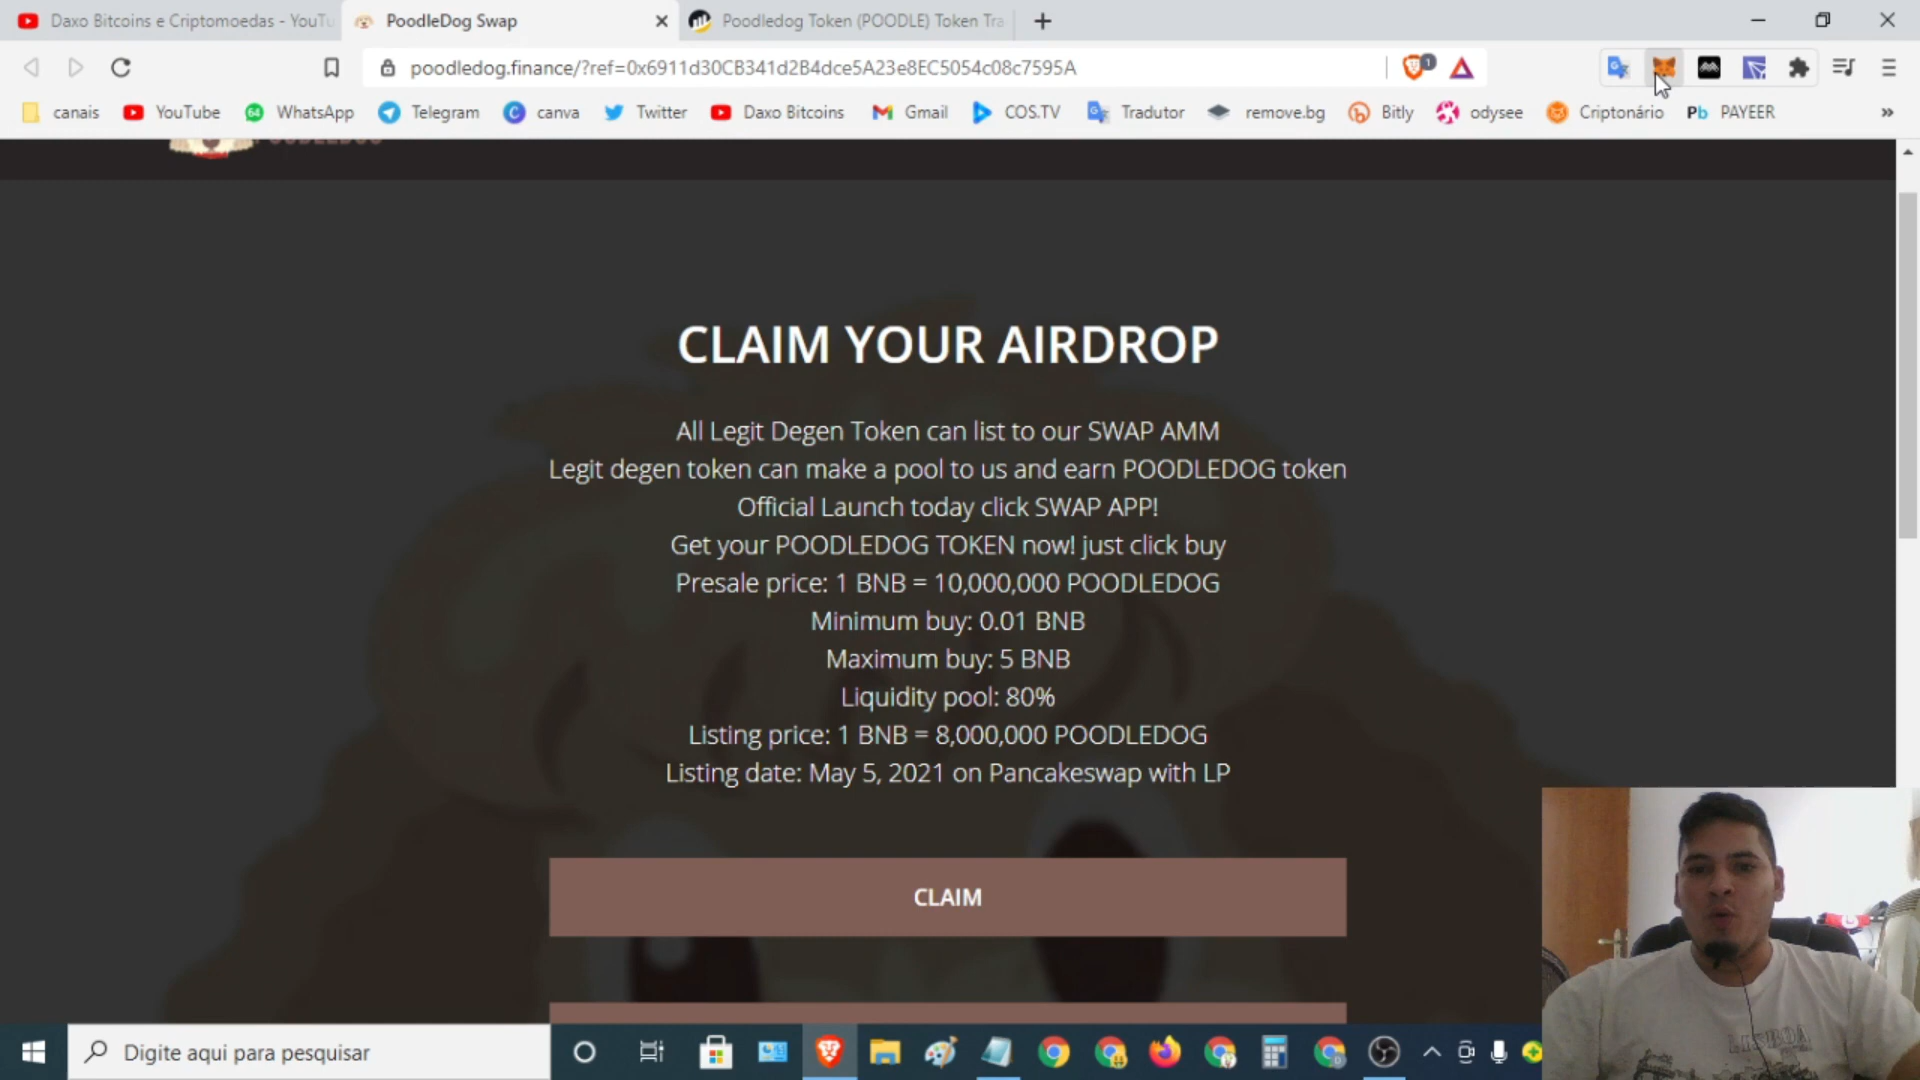 Daxo Bitcoins e Criptomoedas - YouTu
PoodleDog Swap
Poodledog Token (POODLE) Token Tra
poodledog.finance/?ref=0x6911d30CB341d2B4dce5A23e8EC5054c08c7595A
1
canais
YouTube
64
WhatsApp
Telegram
canva
Twitter
Daxo Bitcoins
Gmail
COS.TV
Tradutor
remove.bg
Bitly
odysee
Criptonário
Pb
PAYEER
POODLEDOG
CLAIM YOUR AIRDROP
All Legit Degen Token can list to our SWAP AMM
Legit degen token can make a pool to us and earn POODLEDOG token
Official Launch today click SWAP APP!
Get your POODLEDOG TOKEN now! just click buy
Presale price: 1 BNB = 10,000,000 POODLEDOG
Minimum buy: 0.01 BNB
Maximum buy: 5 BNB
Liquidity pool: 80%
Listing price: 1 BNB = 8,000,000 POODLEDOG
Listing date: May 5, 2021 on Pancakeswap with LP
CLAIM
LISBOA
Digite aqui para pesquisar